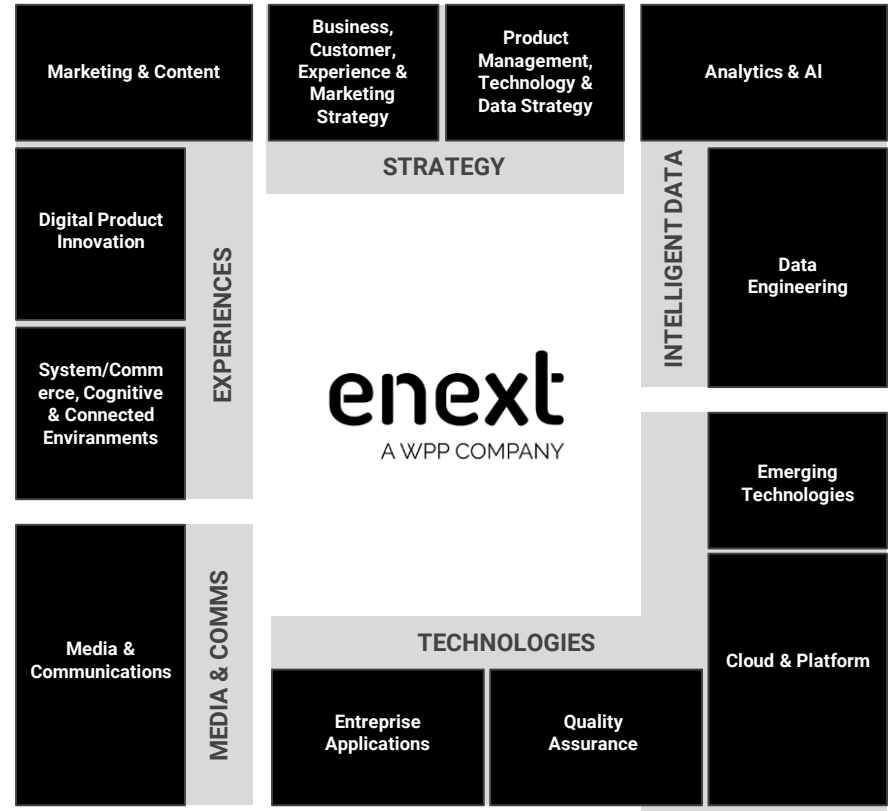 Marketing & Content
Business,
Customer,
Experience &
Marketing
Strategy
Product
Management,
Technology &
Data Strategy
Analytics & AI
STRATEGY
Digital Product
Innovation
EXPERIENCES
INTELLIGENT DATA
Data
Engineering
System/Comm
erce, Cognitive
& Connected
Enviranments
enext
A WPP COMPANY
Emerging
Technologies
Media &
Communications
MEDIA & COMMS
TECHNOLOGIES
Cloud & Platform
Entreprise
Applications
Quality
Assurance